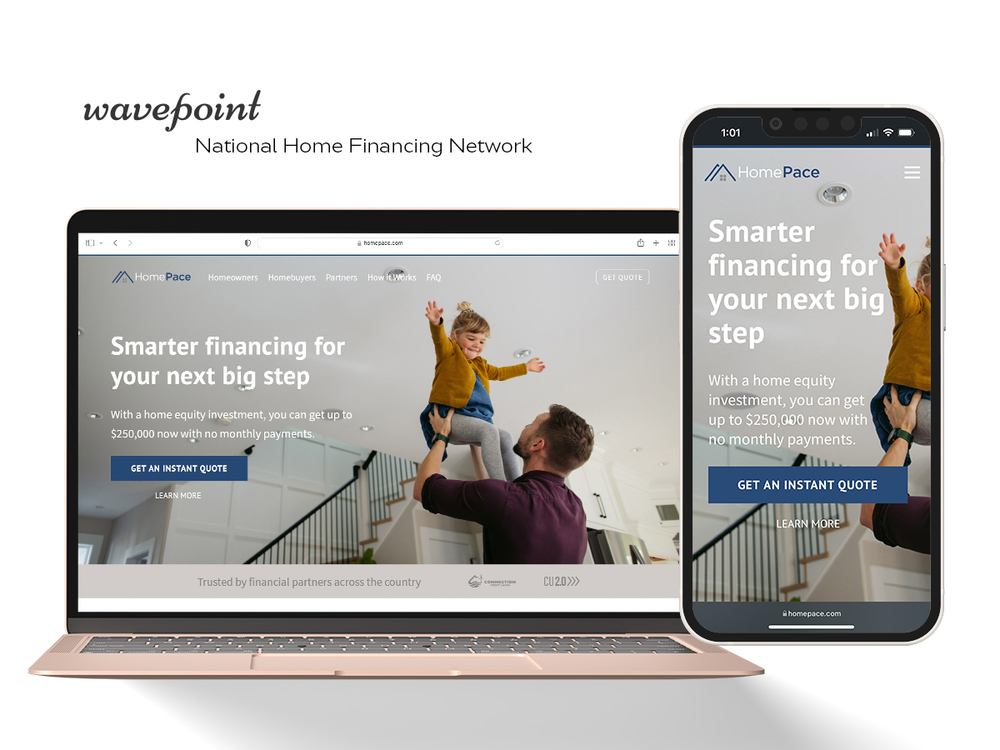 wavepoint
National Home Financing Network
homepace.com
HomePace
Homeowners Homebuyers Partners How It Works FAQ
GET QUOTE
Smarter financing for
your next big step
With a home equity investment, you can get up to
$250,000 now with no monthly payments.
GET AN INSTANT QUOTE
LEARN MORE
Trusted by financial partners across the country
CONNECTION
CU 2.0
1:01
HomePace
Smarter
financing for
your next big
step
With a home equity
investment, you can get
up to $250,000 now with
no monthly payments.
GET AN INSTANT QUOTE
LEARN MORE
homepace.com